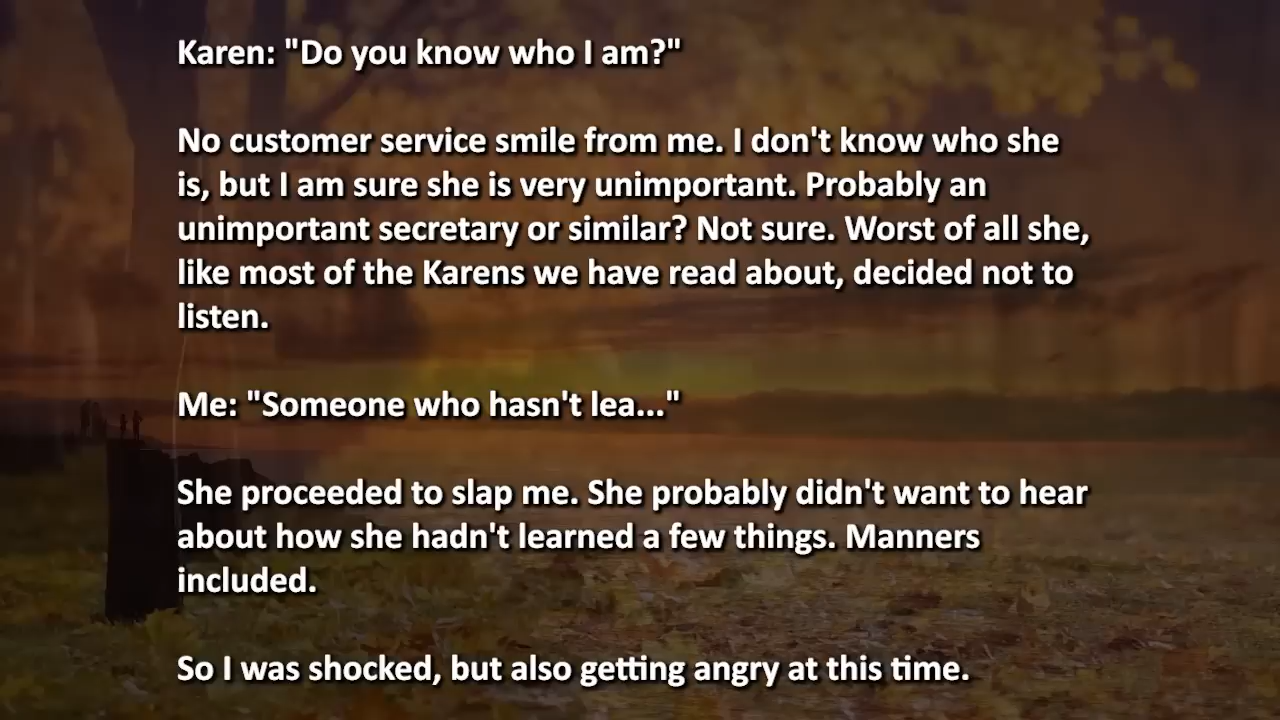 Karen: "Do you know who I am?"
No customer service smile from me. I don't know who she
is, but I am sure she is very unimportant. Probably an
unimportant secretary or similar? Not sure. Worst of all she,
like most of the Karens we have read about, decided not to
listen.
Me: "Someone who hasn't lea..."
She proceeded to slap me. She probably didn't want to hear
about how she hadn't learned a few things. Manners
included.
So I was shocked, but also getting angry at this time.